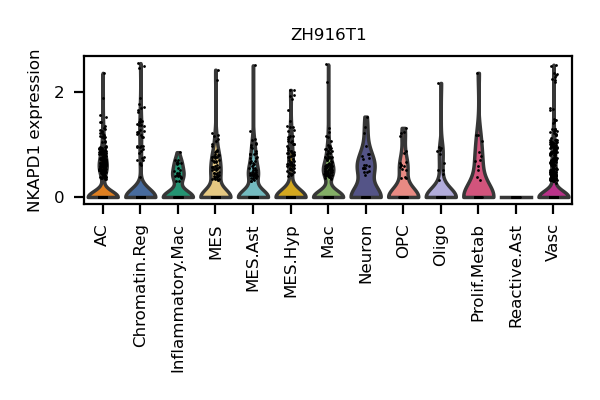 ZH916T1
NKAPD1 expression
2
0
AC
Chromatin.Reg
Inflammatory.Mac
MES
MES.Ast
MES.Hyp
Mac
Neuron
OPC
Oligo
Prolif.Metab
Reactive.Ast
Vasc